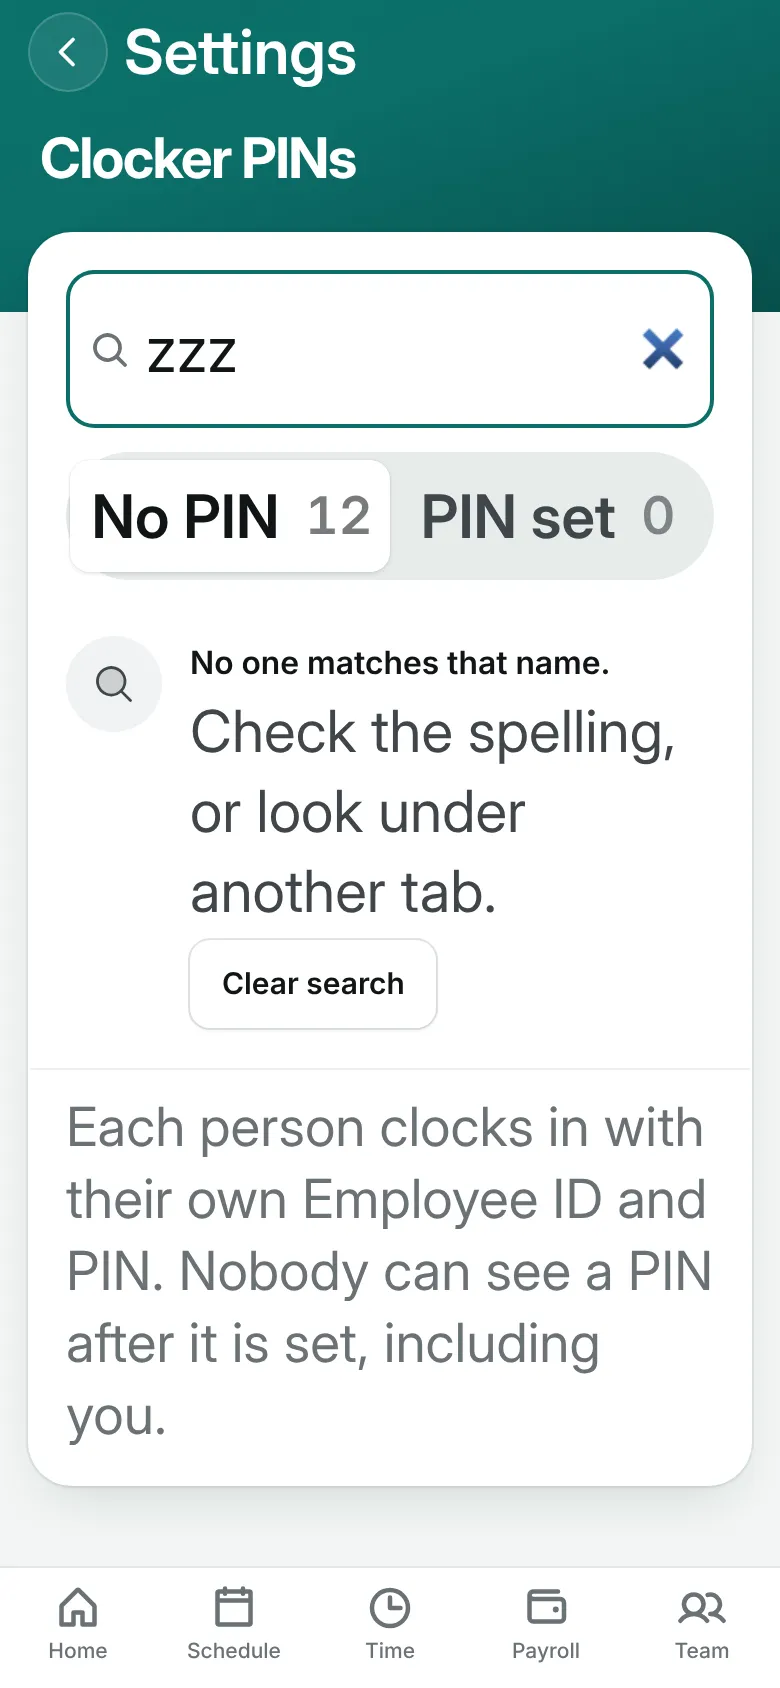 Settings
Clocker PINs
zzz
No PIN 12 PIN set 0
No one matches that name.
Check the spelling,
or look under
another tab.
Clear search
Each person clocks in with
their own Employee ID and
PIN. Nobody can see a PIN
after it is set, including
you.
Home Schedule Time Payroll Team